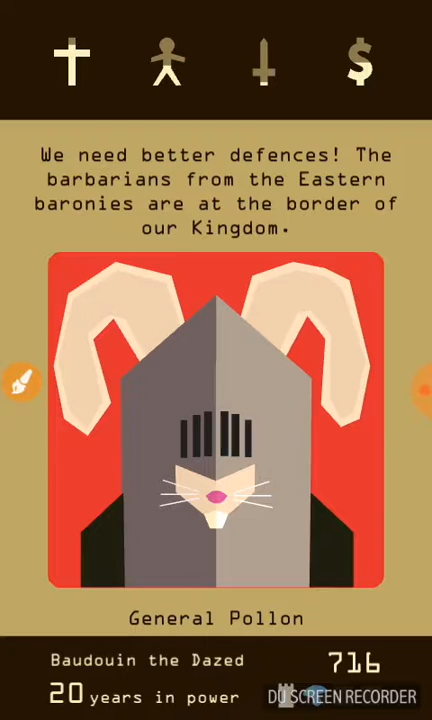 $
We need better defences! The
barbarians from the Eastern
baronies are at the border of
our Kingdom.
General Pollon
Baudouin the Dazed
716
20 years in power
DU SCREEN RECORDER